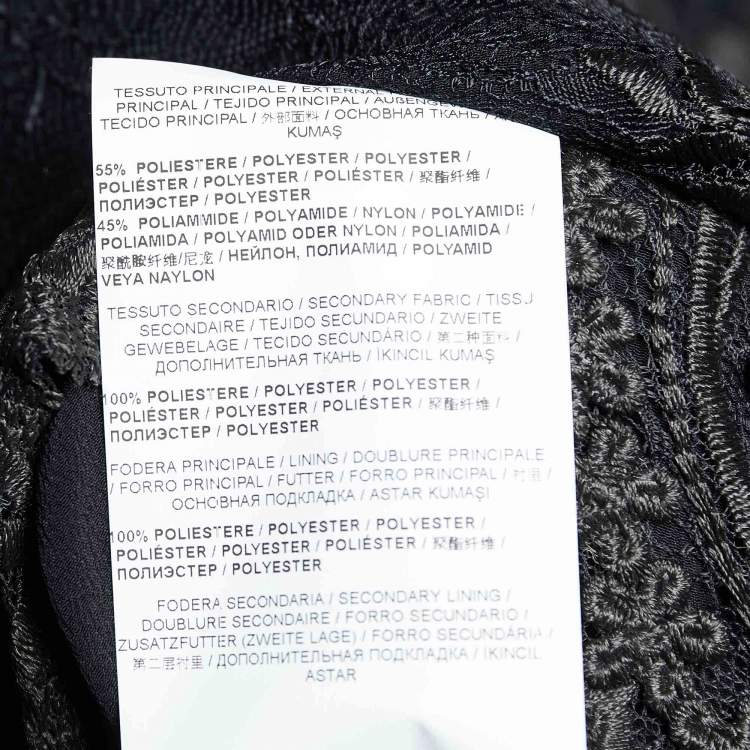 TESSUTO PRINCIPALE / EXTERNAL
PRINCIPAL / TEJIDO PRINCIPAL /
TECIDO PRINCIPAL / 外部面料 / ОСНОВНАЯ ТКАНЬ /
KUMAŞ
55% POLIESTERE / POLYESTER / POLYESTER /
POLIÉSTER / POLYESTER / POLIÉSTER / 聚酯纤维 /
ПОЛИЭСТЕР / POLYESTER
45% POLIAMMIDE / POLYAMIDE / NYLON / POLYAMIDE /
POLIAMIDA / POLYAMID ODER NYLON / POLIAMIDA /
聚酰胺纤维/尼龙 / НЕЙЛОН, ПОЛИАМИД / POLYAMID
VEYA NAYLON
TESSUTO SECONDARIO / SECONDARY FABRIC / TISSU
SECONDAIRE / TEJIDO SECUNDARIO / ZWEITE
GEWEBELAGE / TECIDO SECUNDÁRIO / 第二种面料 /
ДОПОЛНИТЕЛЬНАЯ ТКАНЬ / İKINCIL KUMAŞ
100% POLIESTERE / POLYESTER / POLYESTER /
POLIÉSTER / POLYESTER / POLIÉSTER / 聚酯纤维 /
ПОЛИЭСТЕР / POLYESTER
FODERA PRINCIPALE / LINING / DOUBLURE PRINCIPALE
/ FORRO PRINCIPAL / FUTTER / FORRO PRINCIPAL / 衬里 /
ОСНОВНАЯ ПОДКЛАДКА / ASTAR KUMAŞI
100% POLIESTERE / POLYESTER / POLYESTER /
POLIÉSTER / POLYESTER / POLIÉSTER / 聚酯纤维 /
ПОЛИЭСТЕР / POLYESTER
FODERA SECONDARIA / SECONDARY LINING /
DOUBLURE SECONDAIRE / FORRO SECUNDARIO /
ZUSATZFUTTER (ZWEITE LAGE) / FORRO SECUNDÁRIA /
第二层衬里 / ДОПОЛНИТЕЛЬНАЯ ПОДКЛАДКА / İKINCIL
ASTAR